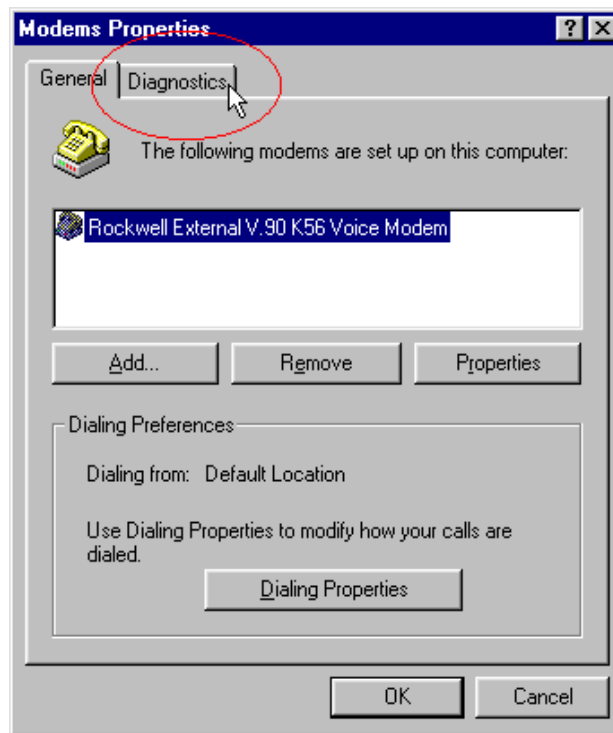 Modems Properties
General
Diagnostics
The following modems are set up on this computer:
Rockwell External V.90 K56 Voice Modem
Add...
Remove
Properties
Dialing Preferences
Dialing from: Default Location
Use Dialing Properties to modify how your calls are
dialed.
Dialing Properties
OK
Cancel